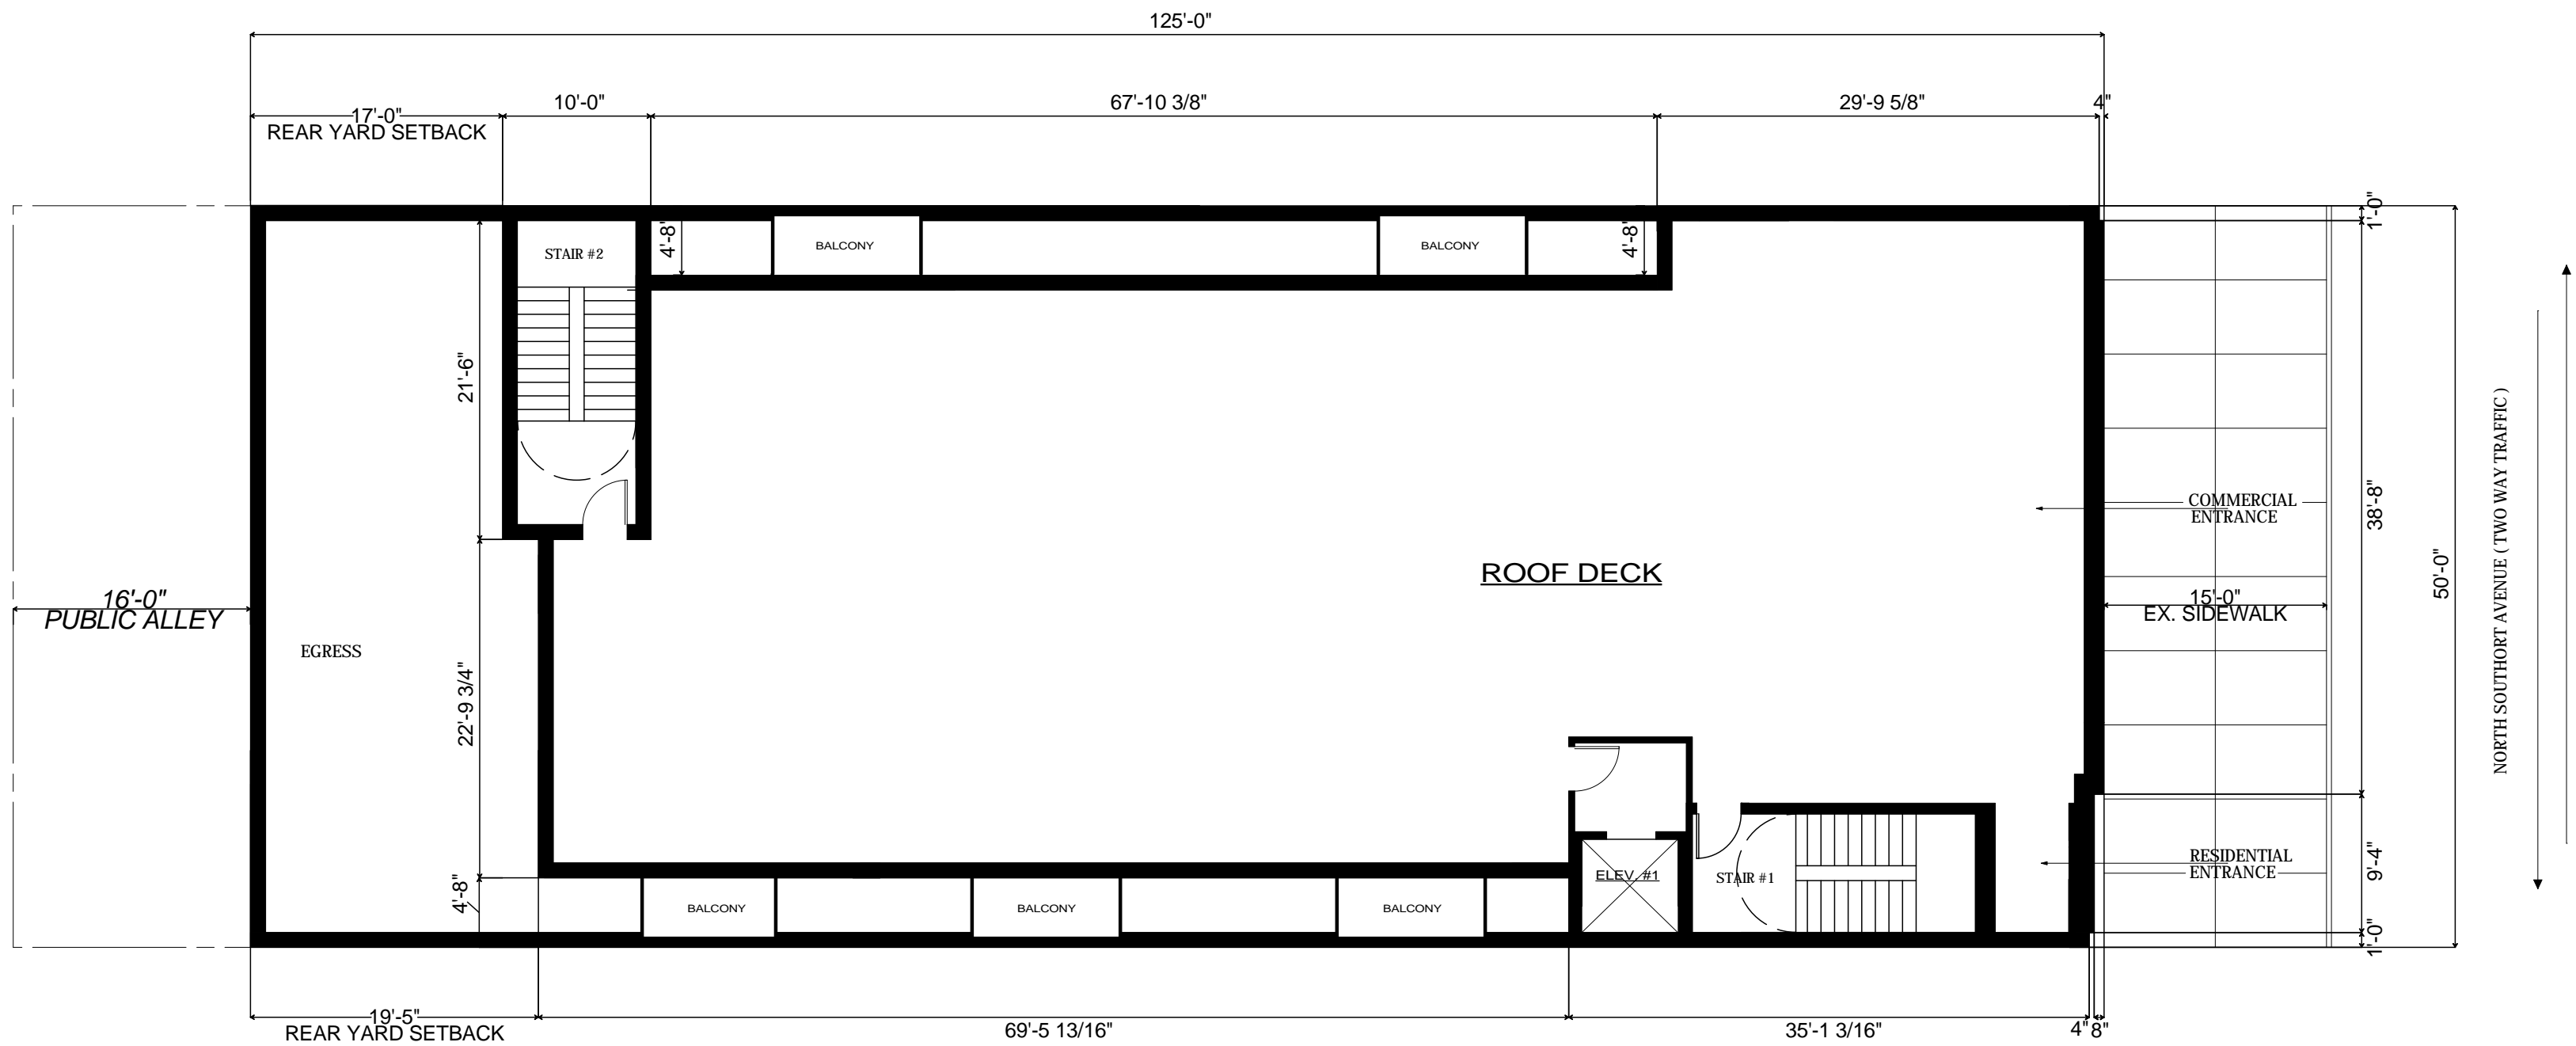 125'-0"
17'-0"
REAR YARD SETBACK
10'-0"
67'-10 3/8"
29'-9 5/8"
4"
STAIR #2
4'-8"
BALCONY
BALCONY
4'-8"
1'-0"
21'-6"
38'-8"
COMMERCIAL
ENTRANCE
NORTH SOUTHORT AVENUE ( TWO WAY TRAFFIC )
50'-0"
ROOF DECK
16'-0"
PUBLIC ALLEY
15'-0"
EX. SIDEWALK
EGRESS
22'-9 3/4"
4'-8"
BALCONY
BALCONY
BALCONY
ELEV. #1
STAIR #1
RESIDENTIAL
ENTRANCE
9'-4"
1'-0"
19'-5"
REAR YARD SETBACK
69'-5 13/16"
35'-1 3/16"
4"
8"